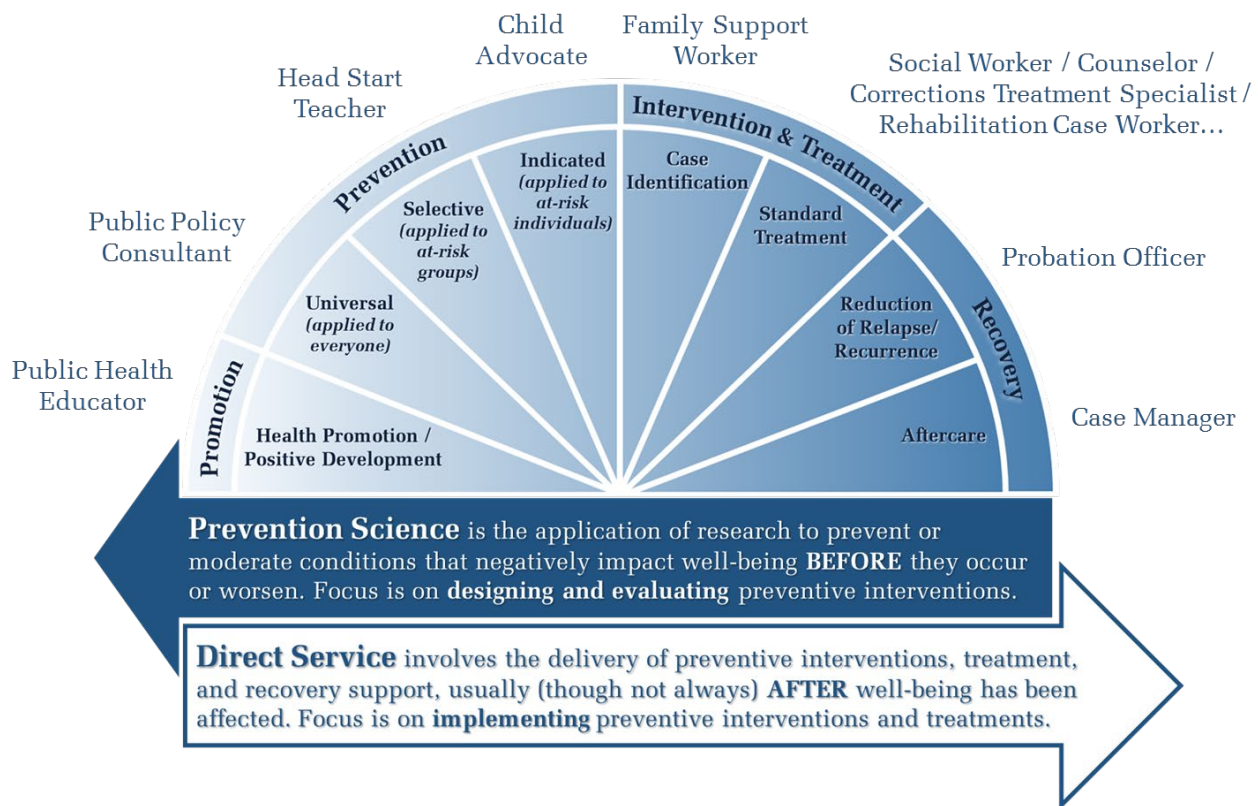 Child
Advocate
Family Support
Worker
Head Start
Teacher
Social Worker / Counselor /
Corrections Treatment Specialist /
Rehabilitation Case Worker…
Public Policy
Consultant
Probation Officer
Public Health
Educator
Case Manager
Promotion
Prevention
Intervention & Treatment
Recovery
Health Promotion /
Positive Development
Universal
(applied to
everyone)
Selective
(applied to
at-risk
groups)
Indicated
(applied to
at-risk
individuals)
Case
Identification
Standard
Treatment
Reduction
of Relapse/
Recurrence
Aftercare
Prevention Science is the application of research to prevent or
moderate conditions that negatively impact well-being BEFORE they occur
or worsen. Focus is on designing and evaluating preventive interventions.
Direct Service involves the delivery of preventive interventions, treatment,
and recovery support, usually (though not always) AFTER well-being has been
affected. Focus is on implementing preventive interventions and treatments.